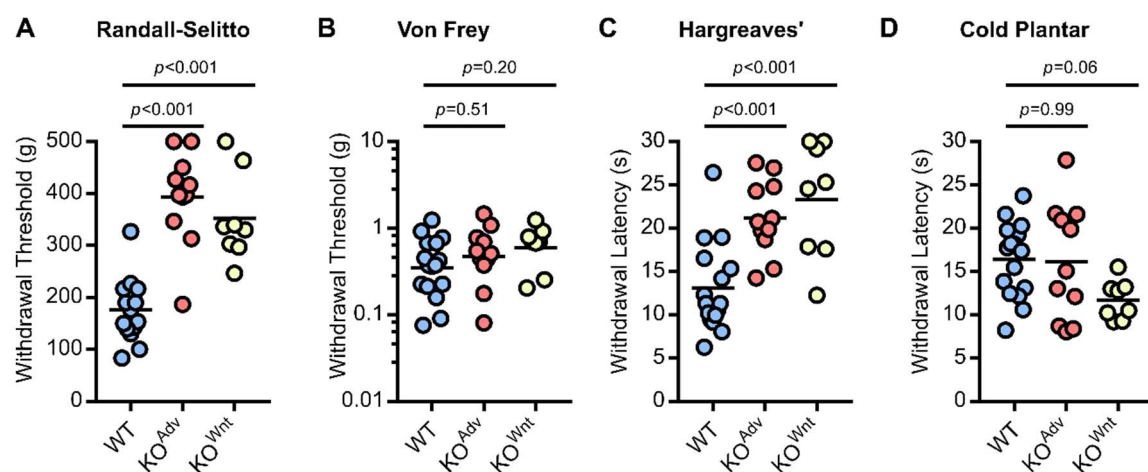 A Randall-Selitto
p<0.001
p<0.001
Withdrawal Threshold (g)
500
400
300
200
100
0
WT
KO^Adv
KO^Wnt
B Von Frey
p=0.20
p=0.51
Withdrawal Threshold (g)
10
1
0.1
0.01
WT
KO^Adv
KO^Wnt
C Hargreaves'
p<0.001
p<0.001
Withdrawal Latency (s)
30
25
20
15
10
5
0
WT
KO^Adv
KO^Wnt
D Cold Plantar
p=0.06
p=0.99
Withdrawal Latency (s)
30
25
20
15
10
5
0
WT
KO^Adv
KO^Wnt